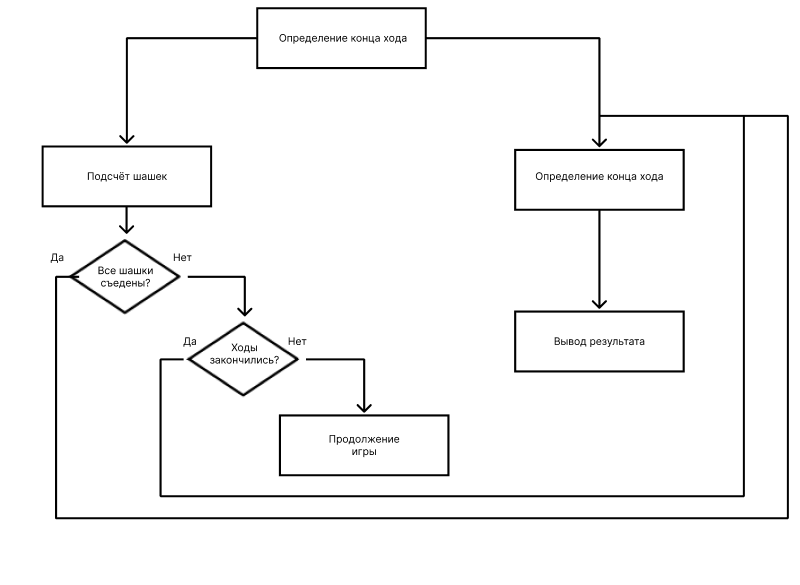 Определение конца хода
Подсчёт шашек
Определение конца хода
Да
Нет
Все шашки
съедены?
Да
Нет
Ходы
закончились?
Вывод результата
Продолжение
игры